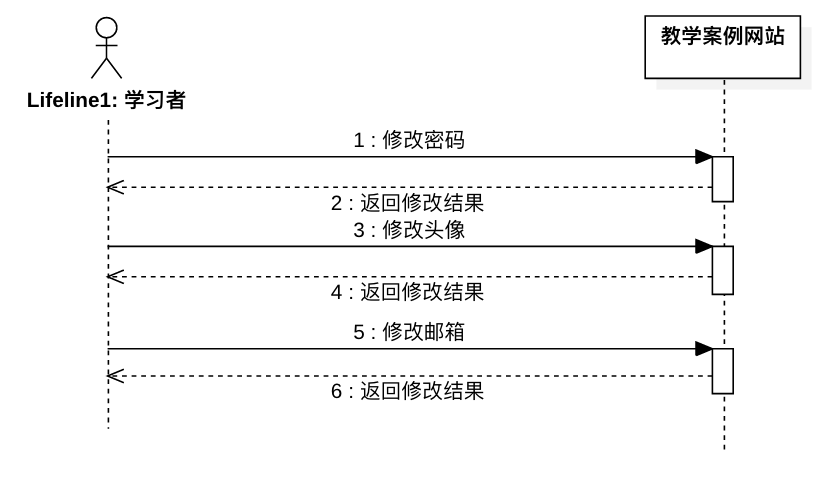 教学案例网站
Lifeline1: 学习者
1 : 修改密码
2 : 返回修改结果
3 : 修改头像
4 : 返回修改结果
5 : 修改邮箱
6 : 返回修改结果